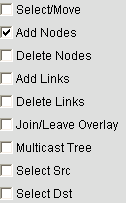 Select/Move
Add Nodes
Delete Nodes
Add Links
Delete Links
Join/Leave Overlay
Multicast Tree
Select Src
Select Dst